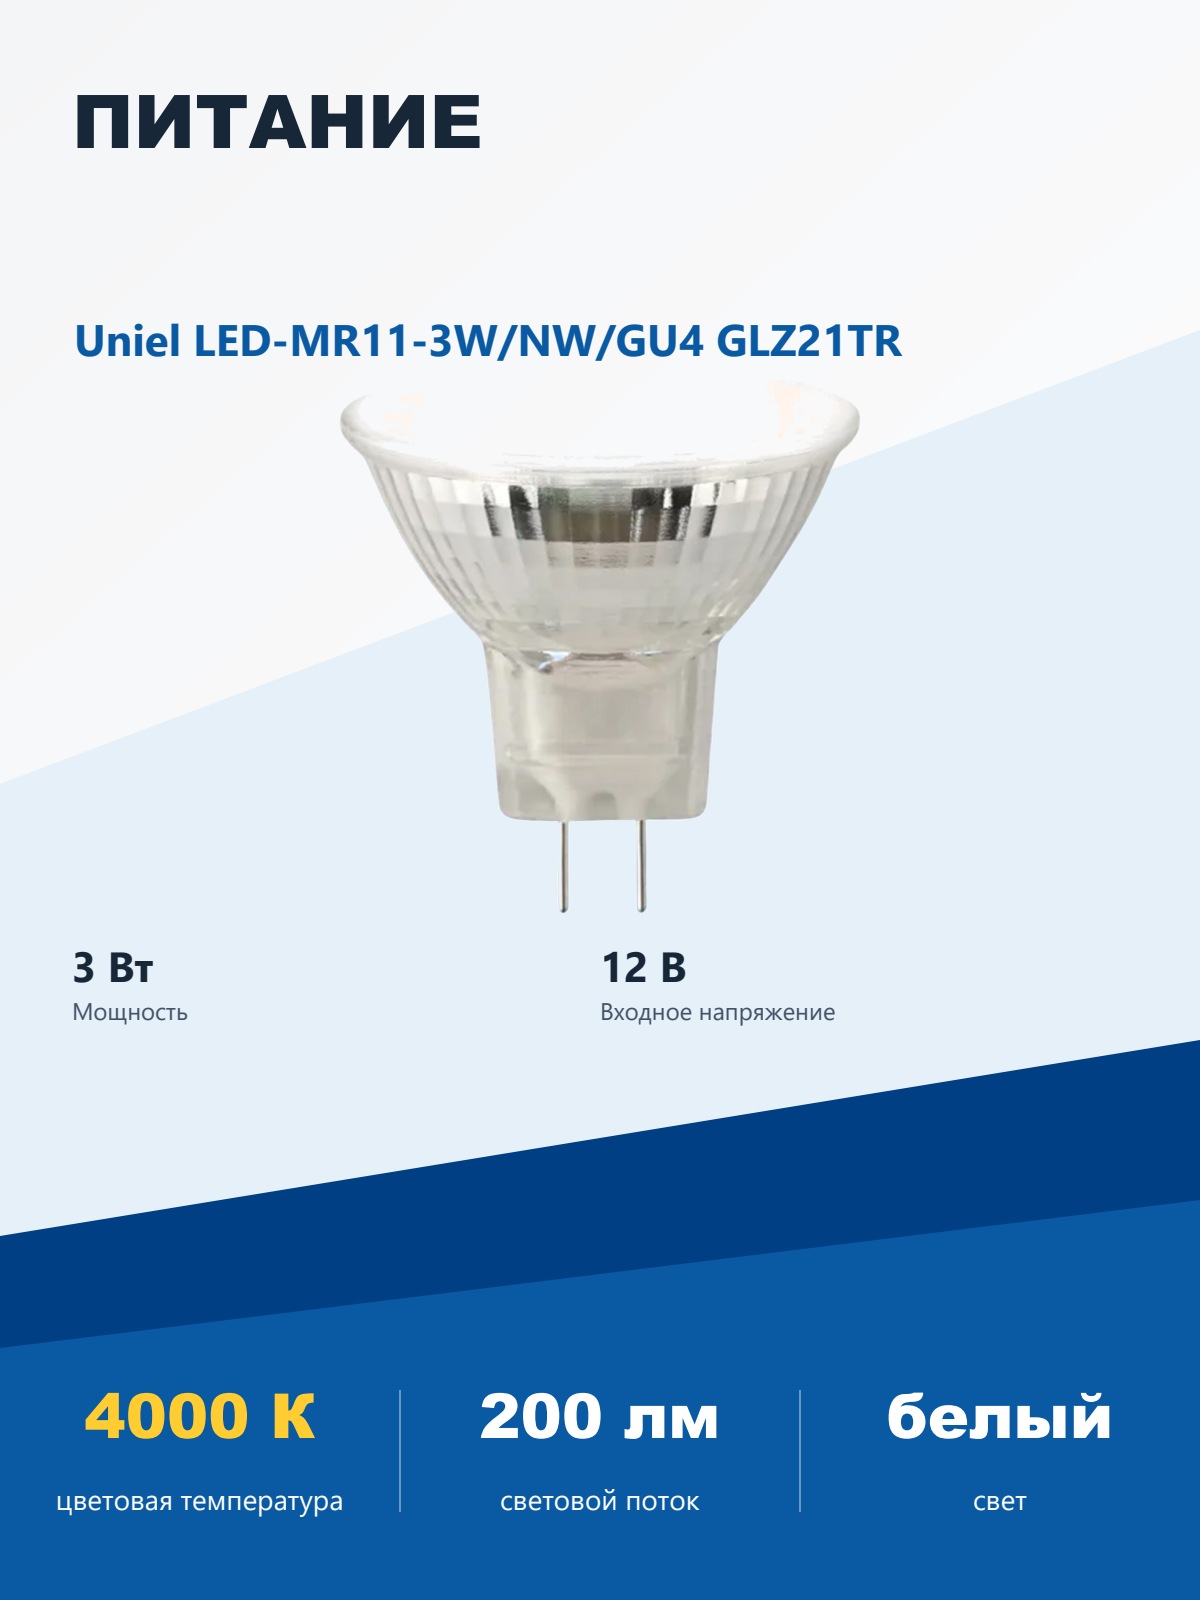 ПИТАНИЕ
Uniel LED-MR11-3W/NW/GU4 GLZ21TR
3 Вт
Мощность
12 В
Входное напряжение
4000 К
цветовая температура
200 лм
световой поток
белый
свет